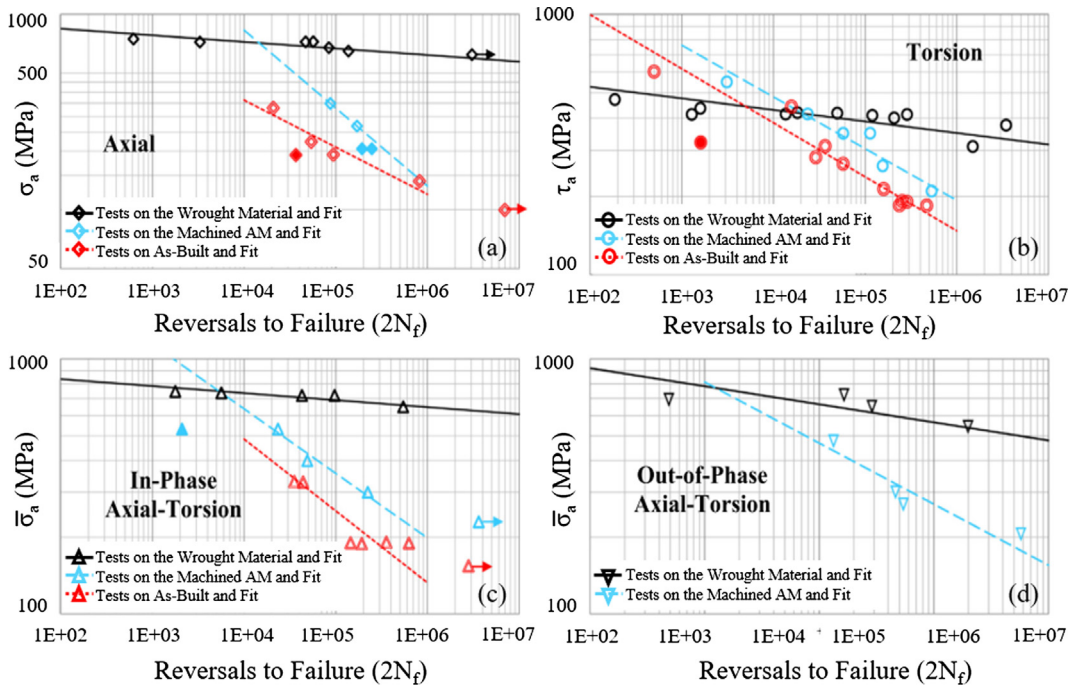 1000
500
50
σa (MPa)
Axial
Tests on the Wrought Material and Fit
Tests on the Machined AM and Fit
Tests on As-Built and Fit
(a)
1E+02 1E+03 1E+04 1E+05 1E+06 1E+07
Reversals to Failure (2Nf)
1000
100
τa (MPa)
Torsion
Tests on the Wrought Material and Fit
Tests on the Machined AM and Fit
Tests on As-Built and Fit
(b)
1E+02 1E+03 1E+04 1E+05 1E+06 1E+07
Reversals to Failure (2Nf)
1000
100
σ̅a (MPa)
In-Phase
Axial-Torsion
Tests on the Wrought Material and Fit
Tests on the Machined AM and Fit
Tests on As-Built and Fit
(c)
1E+02 1E+03 1E+04 1E+05 1E+06 1E+07
Reversals to Failure (2Nf)
1000
100
σ̅a (MPa)
Out-of-Phase
Axial-Torsion
Tests on the Wrought Material and Fit
Tests on the Machined AM and Fit
(d)
1E+02 1E+03 1E+04 1E+05 1E+06 1E+07
Reversals to Failure (2Nf)